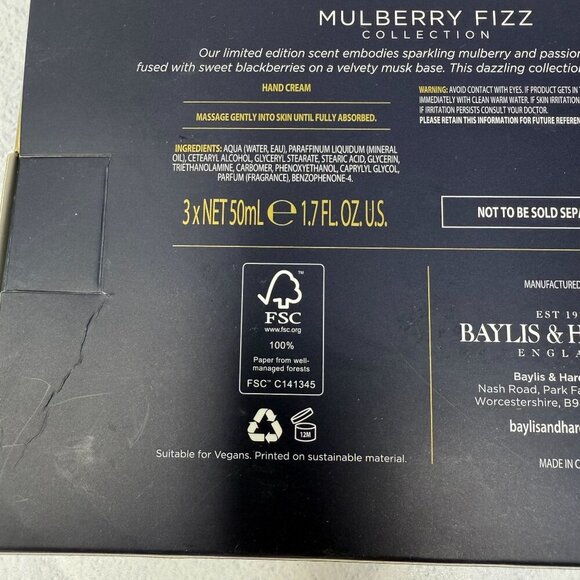 MULBERRY FIZZ
COLLECTION
Our limited edition scent embodies sparkling mulberry and passion
fused with sweet blackberries on a velvety musk base. This dazzling collection
HAND CREAM
MASSAGE GENTLY INTO SKIN UNTIL FULLY ABSORBED.
INGREDIENTS: AQUA (WATER, EAU), PARAFFINUM LIQUIDUM (MINERAL
OIL), CETEARYL ALCOHOL, GLYCERYL STEARATE, STEARIC ACID, GLYCERIN,
TRIETHANOLAMINE, CARBOMER, PHENOXYETHANOL, CAPRYLYL GLYCOL,
PARFUM (FRAGRANCE), BENZOPHENONE-4.
3 x NET 50mL e 1.7 FL. OZ. U.S.
WARNING: AVOID CONTACT WITH EYES. IF PRODUCT GETS IN
IMMEDIATELY WITH CLEAN WARM WATER. IF SKIN IRRITATION
IF IRRITATION PERSISTS CONSULT YOUR DOCTOR.
PLEASE RETAIN THIS INFORMATION FOR FUTURE REFERENCE
NOT TO BE SOLD SEPA
FSC™
www.fsc.org
100%
Paper from well-
managed forests
FSC™ C141345
12M
Suitable for Vegans. Printed on sustainable material.
MANUFACTURED
EST 19
BAYLIS & H
ENGLA
Baylis & Hard
Nash Road, Park Fa
Worcestershire, B9
baylisandhard
MADE IN C